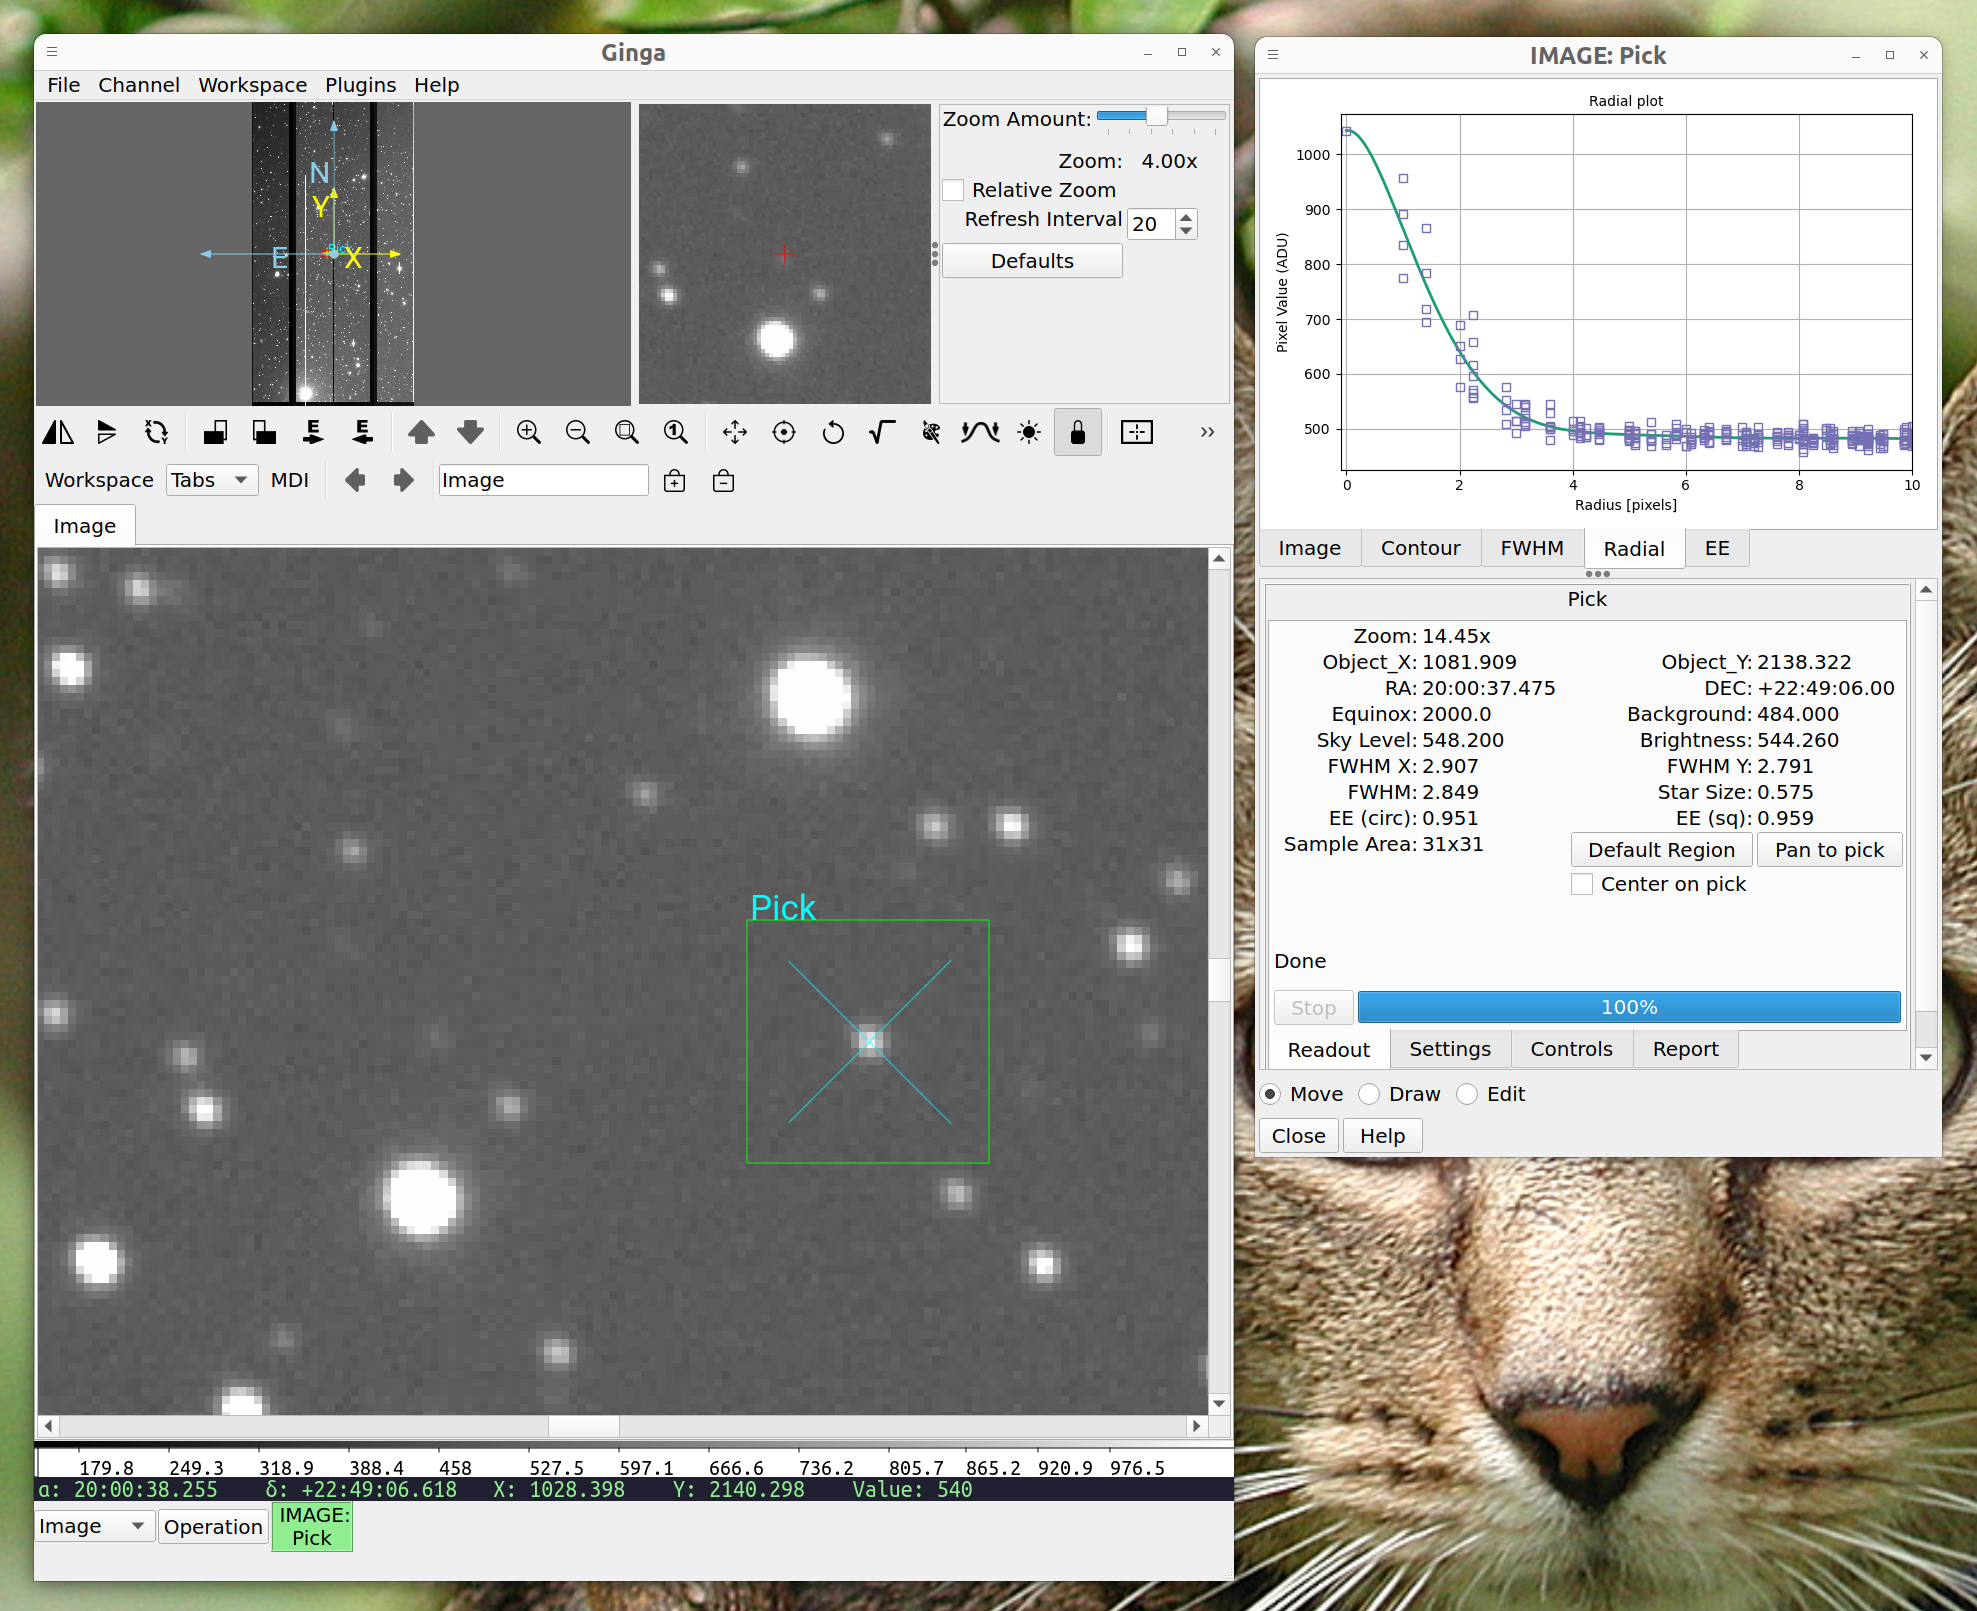 Ginga
File Channel Workspace Plugins Help
N
Y
E
X
Pick
Zoom Amount:
Zoom: 4.00x
Relative Zoom
Refresh Interval 20
Defaults
X
Y
E
E
1
»
Workspace Tabs MDI Image
Image
Pick
179.8 249.3 318.9 388.4 458 527.5 597.1 666.6 736.2 805.7 865.2 920.9 976.5
α: 20:00:38.255 δ: +22:49:06.618 X: 1028.398 Y: 2140.298 Value: 540
Image Operation IMAGE:
Pick
IMAGE: Pick
Radial plot
1000
900
800
700
600
500
Pixel Value (ADU)
0 2 4 6 8 10
Radius [pixels]
Image Contour FWHM Radial EE
Pick
Zoom: 14.45x
Object_X: 1081.909 Object_Y: 2138.322
RA: 20:00:37.475 DEC: +22:49:06.00
Equinox: 2000.0 Background: 484.000
Sky Level: 548.200 Brightness: 544.260
FWHM X: 2.907 FWHM Y: 2.791
FWHM: 2.849 Star Size: 0.575
EE (circ): 0.951 EE (sq): 0.959
Sample Area: 31x31 Default Region Pan to pick
Center on pick
Done
Stop 100%
Readout Settings Controls Report
Move Draw Edit
Close Help